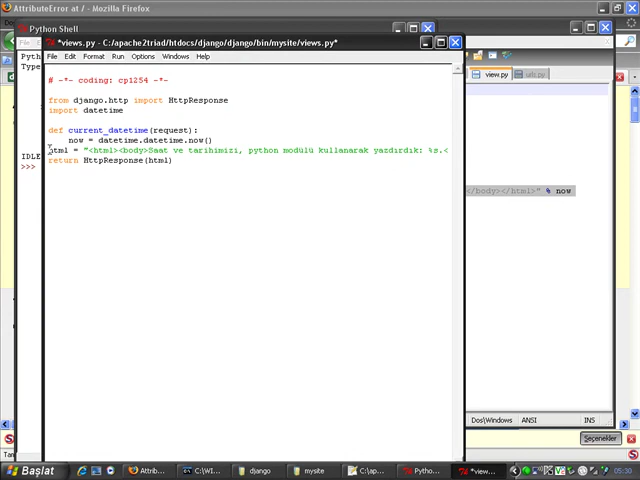 AttributeError at / - Mozilla Firefox
Python Shell
*views.py - C:/apache2triad/htdocs/django/django/bin/mysite/views.py*
File Edit Format Run Options Windows Help
view.py
urls.py
Pyth
Type
# -*- coding: cp1254 -*-
from django.http import HttpResponse
import datetime
def current_datetime(request):
now = datetime.datetime.now()
html = "<html><body>Saat ve tarihimizi, python modülü kullanarak yazdırdık: %s.<
return HttpResponse(html)
IDLE
>>>
</body></html>" % now
Dos\Windows ANSI INS
Seçenekler
Tam
Başlat
Attrib...
C:\WI...
django
mysite
C:\ap...
Pytho...
*view...
05:30